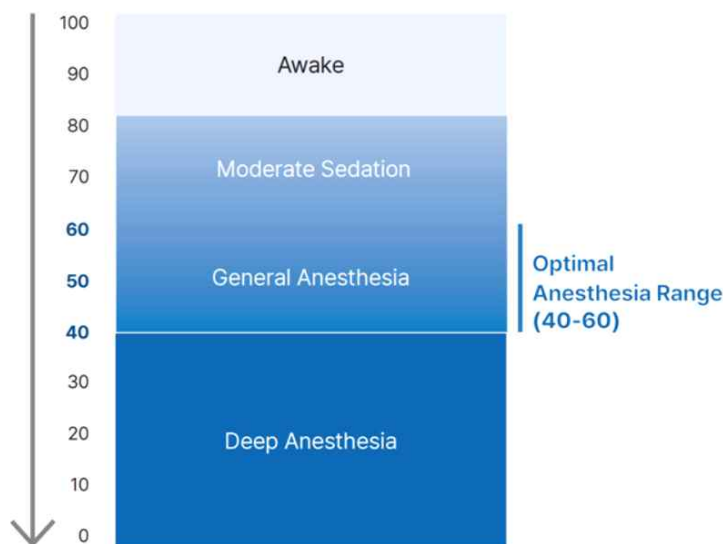 100
90
Awake
80
70
Moderate Sedation
60
50
General Anesthesia
Optimal
Anesthesia Range
(40-60)
40
30
20
Deep Anesthesia
10
0